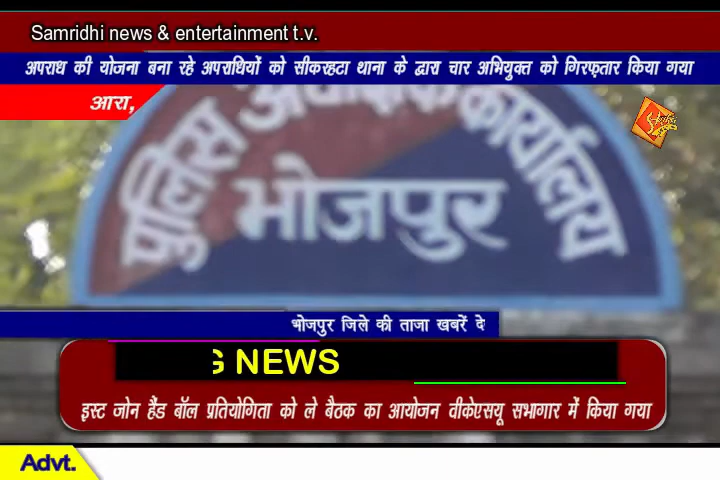 Samridhi news & entertainment t.v.
अपराध की योजना बना रहे अपराधियों को सीकरहटा थाना के द्वारा चार अभियुक्त को गिरफ़्तार किया गया
आरा,
पुलिस अधीक्षक कार्यालय
भोजपुर
भोजपुर जिले की ताजा खबरें दे
G NEWS
इस्ट जोन हैंड बॉल प्रतियोगिता को ले बैठक का आयोजन वीकेएसयू सभागार में किया गया
Advt.